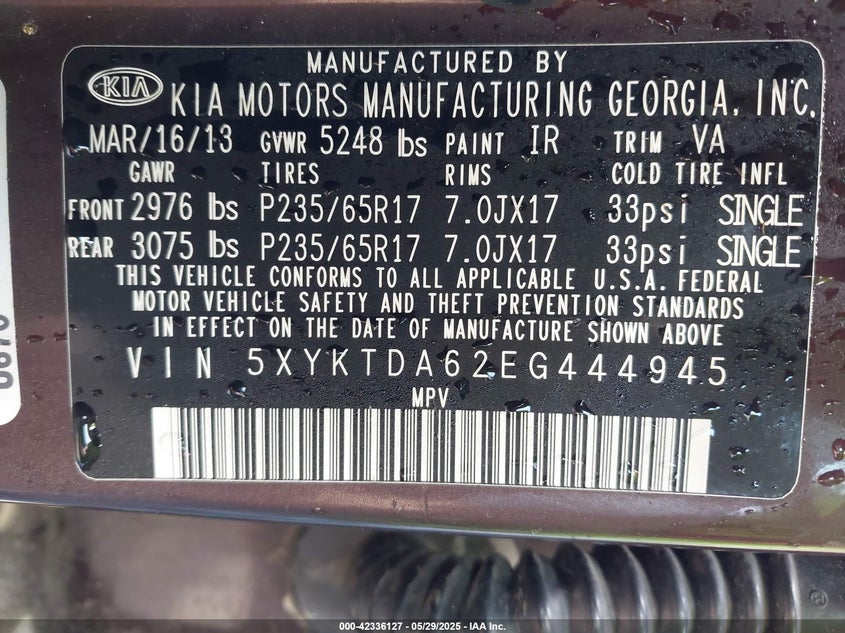 MANUFACTURED BY
KIA KIA MOTORS MANUFACTURING GEORGIA, INC.
MAR/16/13 GVWR 5248 lbs PAINT IR TRIM VA
GAWR TIRES RIMS COLD TIRE INFL
FRONT 2976 lbs P235/65R17 7.0JX17 33psi SINGLE
REAR 3075 lbs P235/65R17 7.0JX17 33psi SINGLE
THIS VEHICLE CONFORMS TO ALL APPLICABLE U.S.A. FEDERAL
MOTOR VEHICLE SAFETY AND THEFT PREVENTION STANDARDS
IN EFFECT ON THE DATE OF MANUFACTURE SHOWN ABOVE
VIN 5XYKTDA62EG444945
MPV
000-42336127 - 05/29/2025 - IAA Inc.